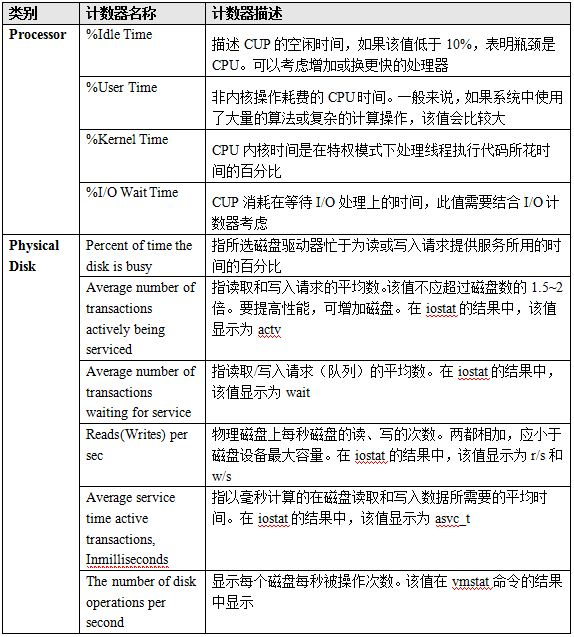 类别 计数器名称 计数器描述
Processor %Idle Time 描述 CUP 的空闲时间，如果该值低于 10%，表明瓶颈是
CPU。可以考虑增加或换更快的处理器
%User Time 非内核操作耗费的 CPU 时间。一般来说，如果系统中使用
了大量的算法或复杂的计算操作，该值会比较大
%Kernel Time CPU 内核时间是在特权模式下处理线程执行代码所花时
间的百分比
%I/O Wait Time CUP 消耗在等待 I/O 处理上的时间，此值需要结合 I/O 计
数器考虑
Physical
Disk
Percent of time the
disk is busy
指所选磁盘驱动器忙于为读或写入请求提供服务所用的时
间的百分比
Average number of
transactions
actively being
serviced
指读取和写入请求的平均数。该值不应超过磁盘数的 1.5~2
倍。要提高性能，可增加磁盘。在 iostat 的结果中，该值
显示为 actv
Average number of
transactions
waiting for service
指读取/写入请求（队列）的平均数。在 iostat 的结果中，
该值显示为 wait
Reads(Writes) per
sec
物理磁盘上每秒磁盘的读、写的次数。两都相加，应小于
磁盘设备最大容量。在 iostat 的结果中，该值显示为 r/s 和
w/s
Average service
time active
transactions,
Inmilliseconds
指以毫秒计算的在磁盘读取和写入数据所需要的平均时
间。在 iostat 的结果中，该值显示为 asvc_t
The number of disk
operations per
second
显示每个磁盘每秒被操作次数。该值在 vmstat 命令的结果
中显示